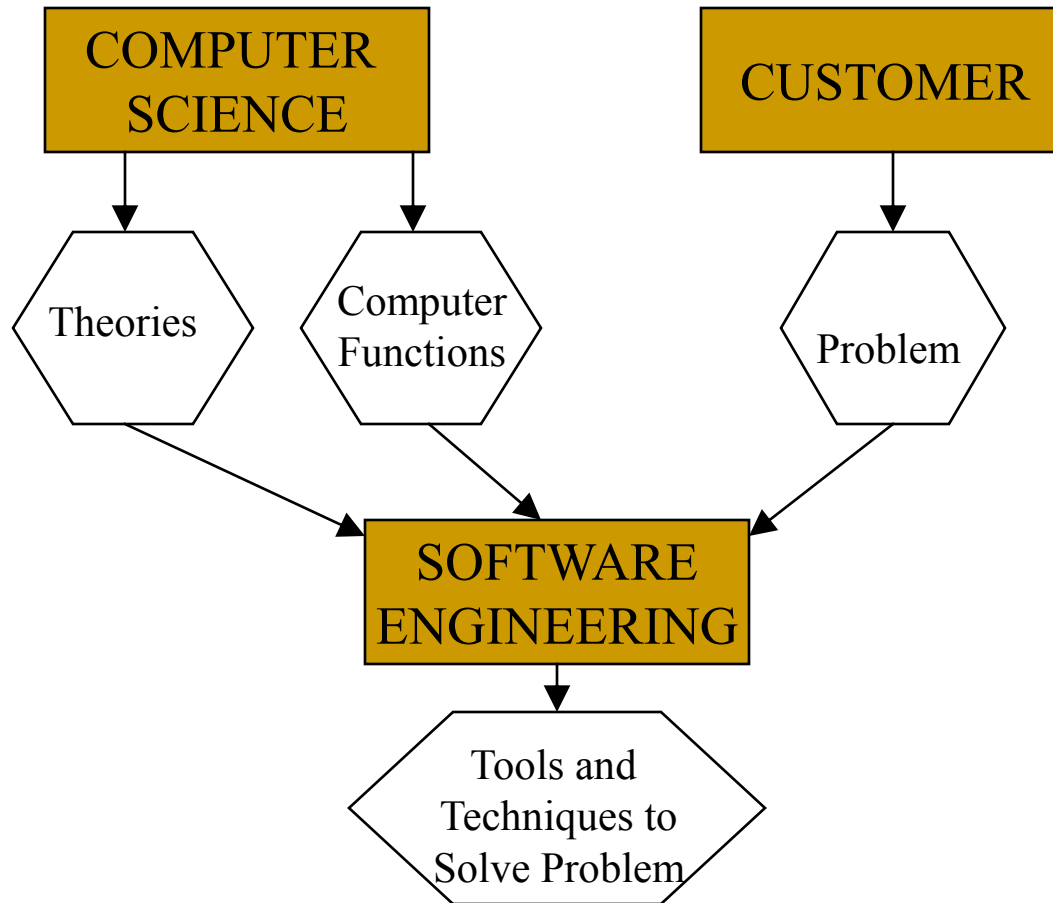 COMPUTER
SCIENCE
CUSTOMER
Theories
Computer
Functions
Problem
SOFTWARE
ENGINEERING
Tools and
Techniques to
Solve Problem